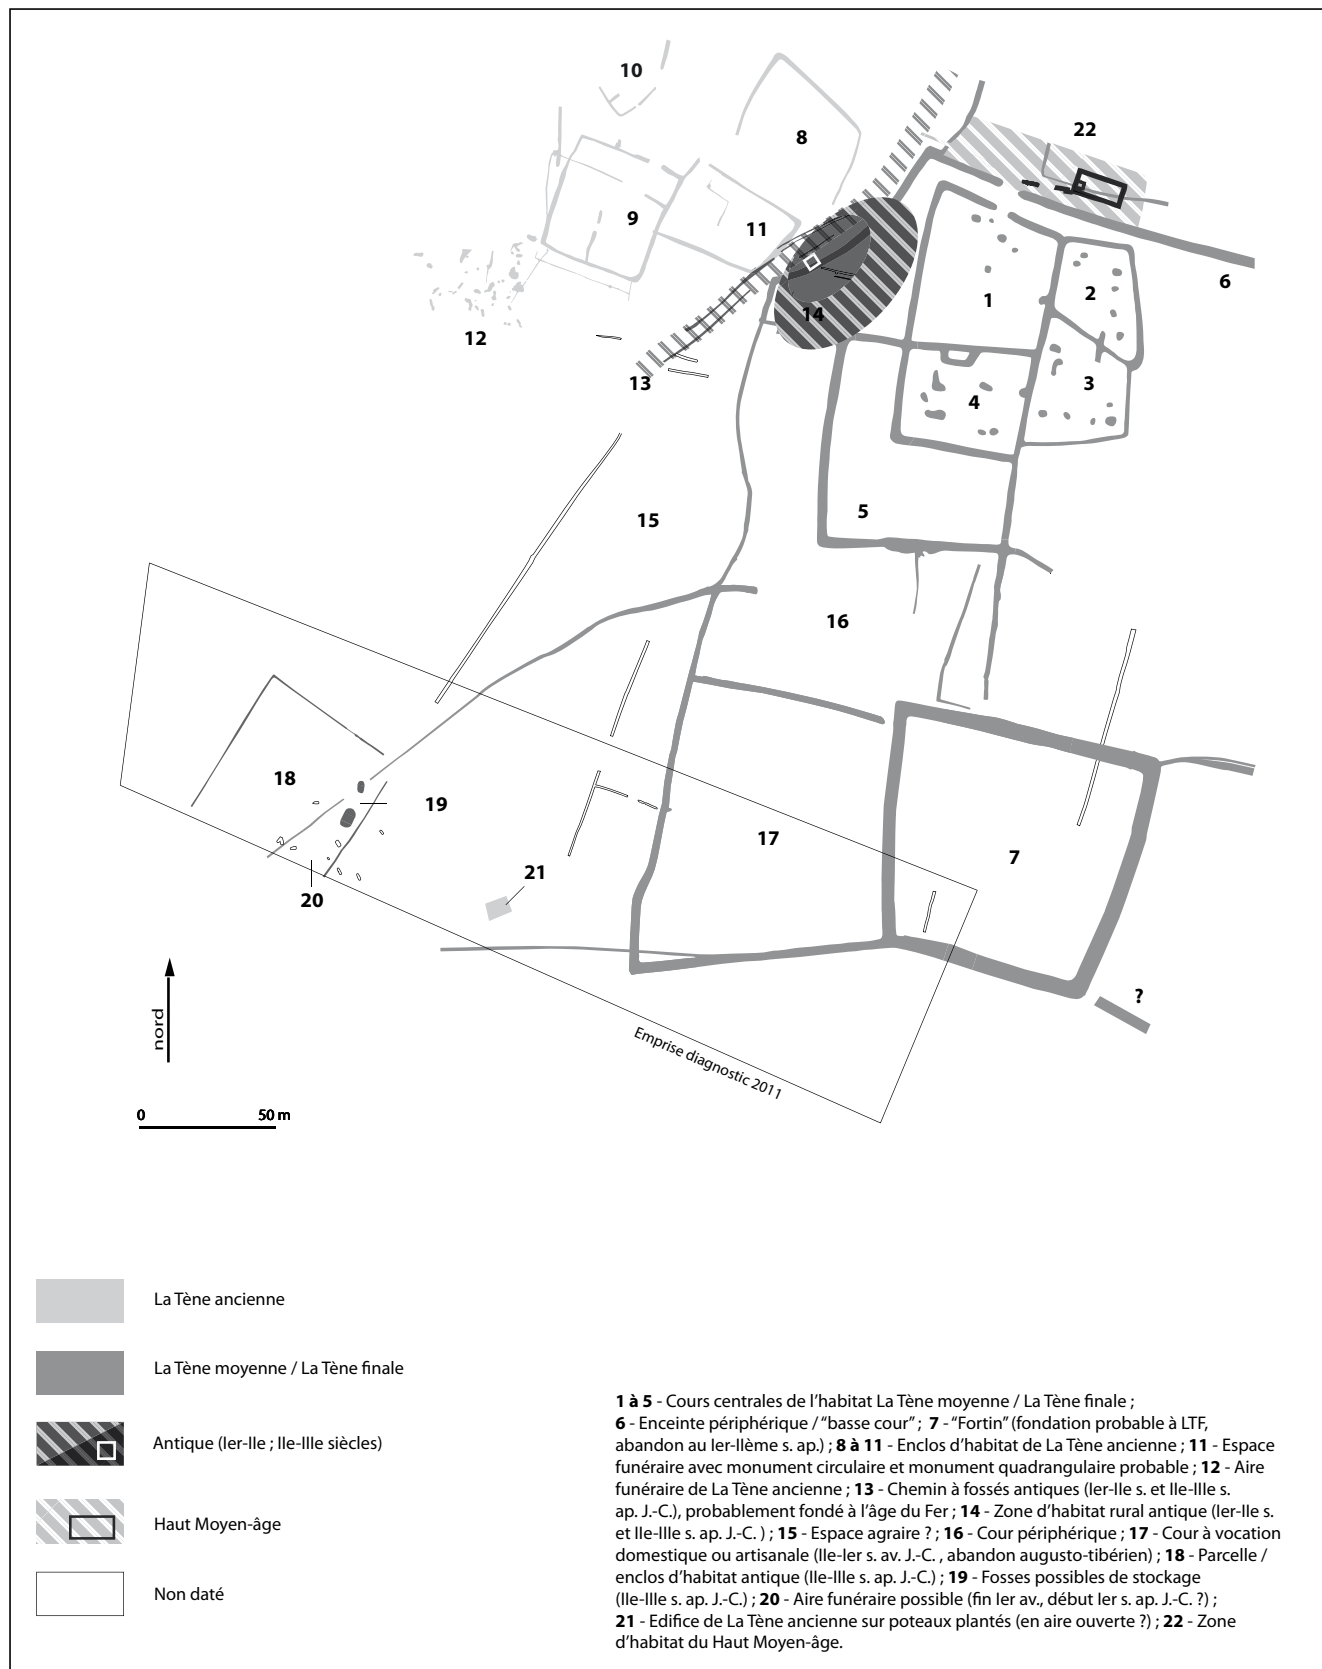 10
22
8
9
11
6
1
2
12
14
13
3
4
5
15
16
18
19
17
7
21
20
?
nord
Emprise diagnostic 2011
0 50 m
La Tène ancienne
La Tène moyenne / La Tène finale
Antique (Ier-IIe ; IIe-IIIe siècles)
Haut Moyen-âge
Non daté
1 à 5 - Cours centrales de l’habitat La Tène moyenne / La Tène finale ;
6 - Enceinte périphérique / “basse cour” ; 7 - “Fortin” (fondation probable à LTF,
abandon au Ier-IIème s. ap.) ; 8 à 11 - Enclos d’habitat de La Tène ancienne ; 11 - Espace
funéraire avec monument circulaire et monument quadrangulaire probable ; 12 - Aire
funéraire de La Tène ancienne ; 13 - Chemin à fossés antiques (Ier-IIe s. et IIe-IIIe s.
ap. J.-C.), probablement fondé à l’âge du Fer ; 14 - Zone d’habitat rural antique (Ier-IIe s.
et IIe-IIIe s. ap. J.-C. ) ; 15 - Espace agraire ? ; 16 - Cour périphérique ; 17 - Cour à vocation
domestique ou artisanale (IIe-Ier s. av. J.-C. , abandon augusto-tibérien) ; 18 - Parcelle /
enclos d’habitat antique (IIe-IIIe s. ap. J.-C.) ; 19 - Fosses possibles de stockage
(IIe-IIIe s. ap. J.-C.) ; 20 - Aire funéraire possible (fin Ier av., début Ier s. ap. J.-C. ?) ;
21 - Edifice de La Tène ancienne sur poteaux plantés (en aire ouverte ?) ; 22 - Zone
d’habitat du Haut Moyen-âge.